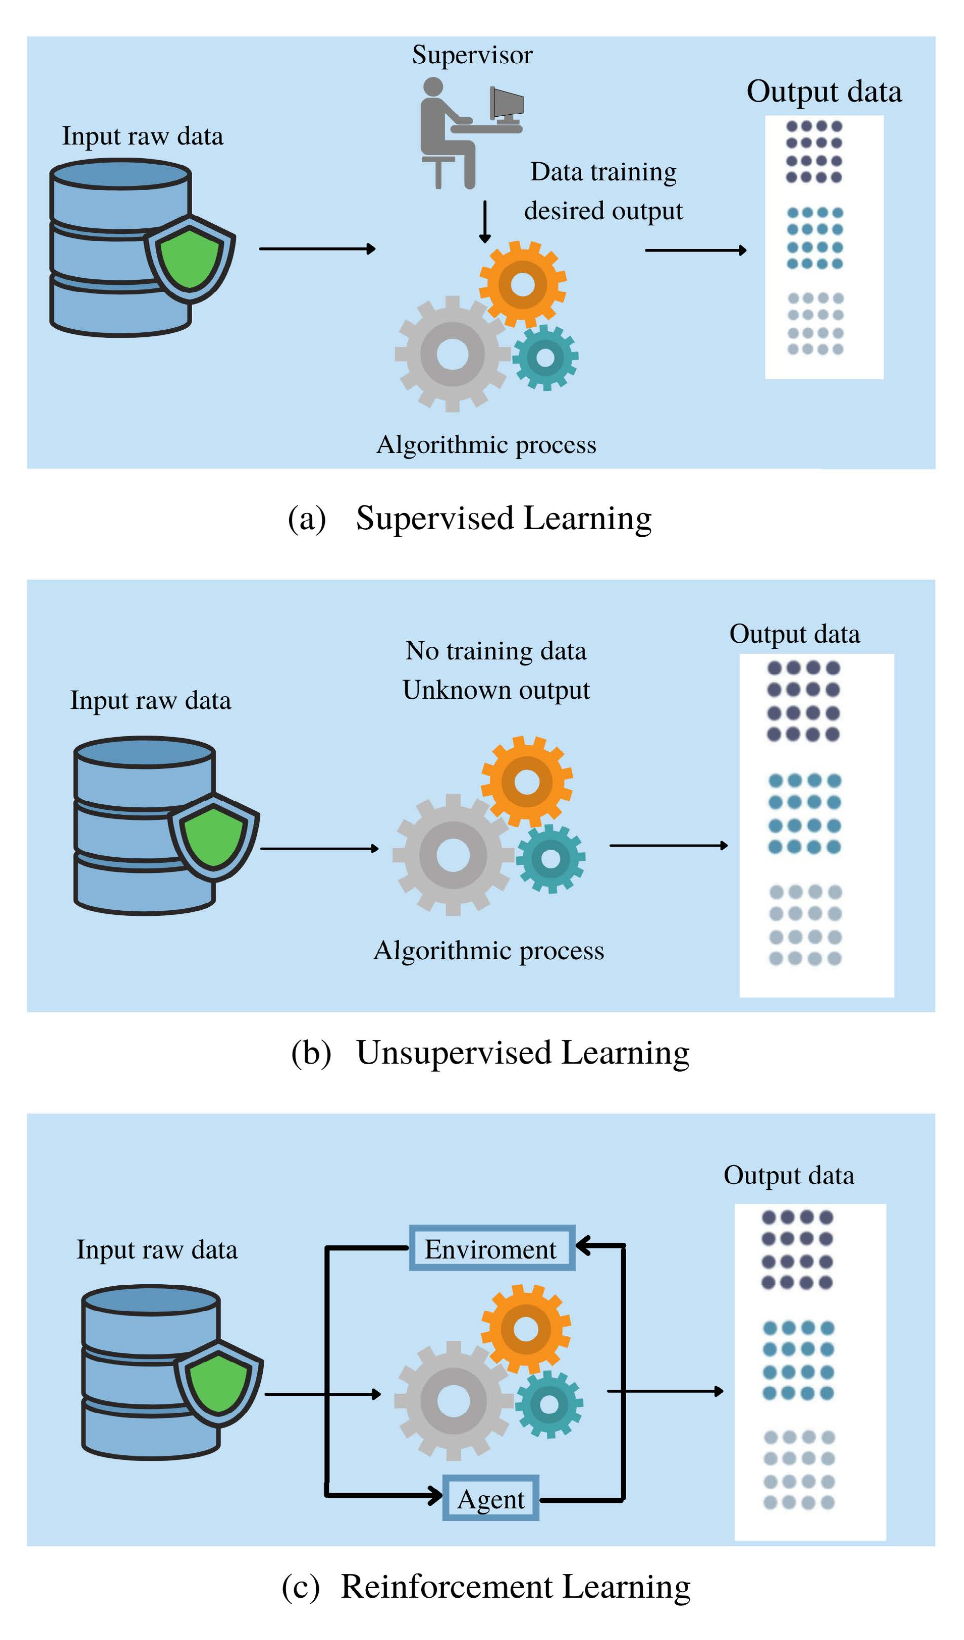 Supervisor
Output data
Input raw data
Data training
desired output
Algorithmic process
(a) Supervised Learning
Output data
No training data
Unknown output
Input raw data
Algorithmic process
(b) Unsupervised Learning
Output data
Input raw data
Enviroment
Agent
(c) Reinforcement Learning